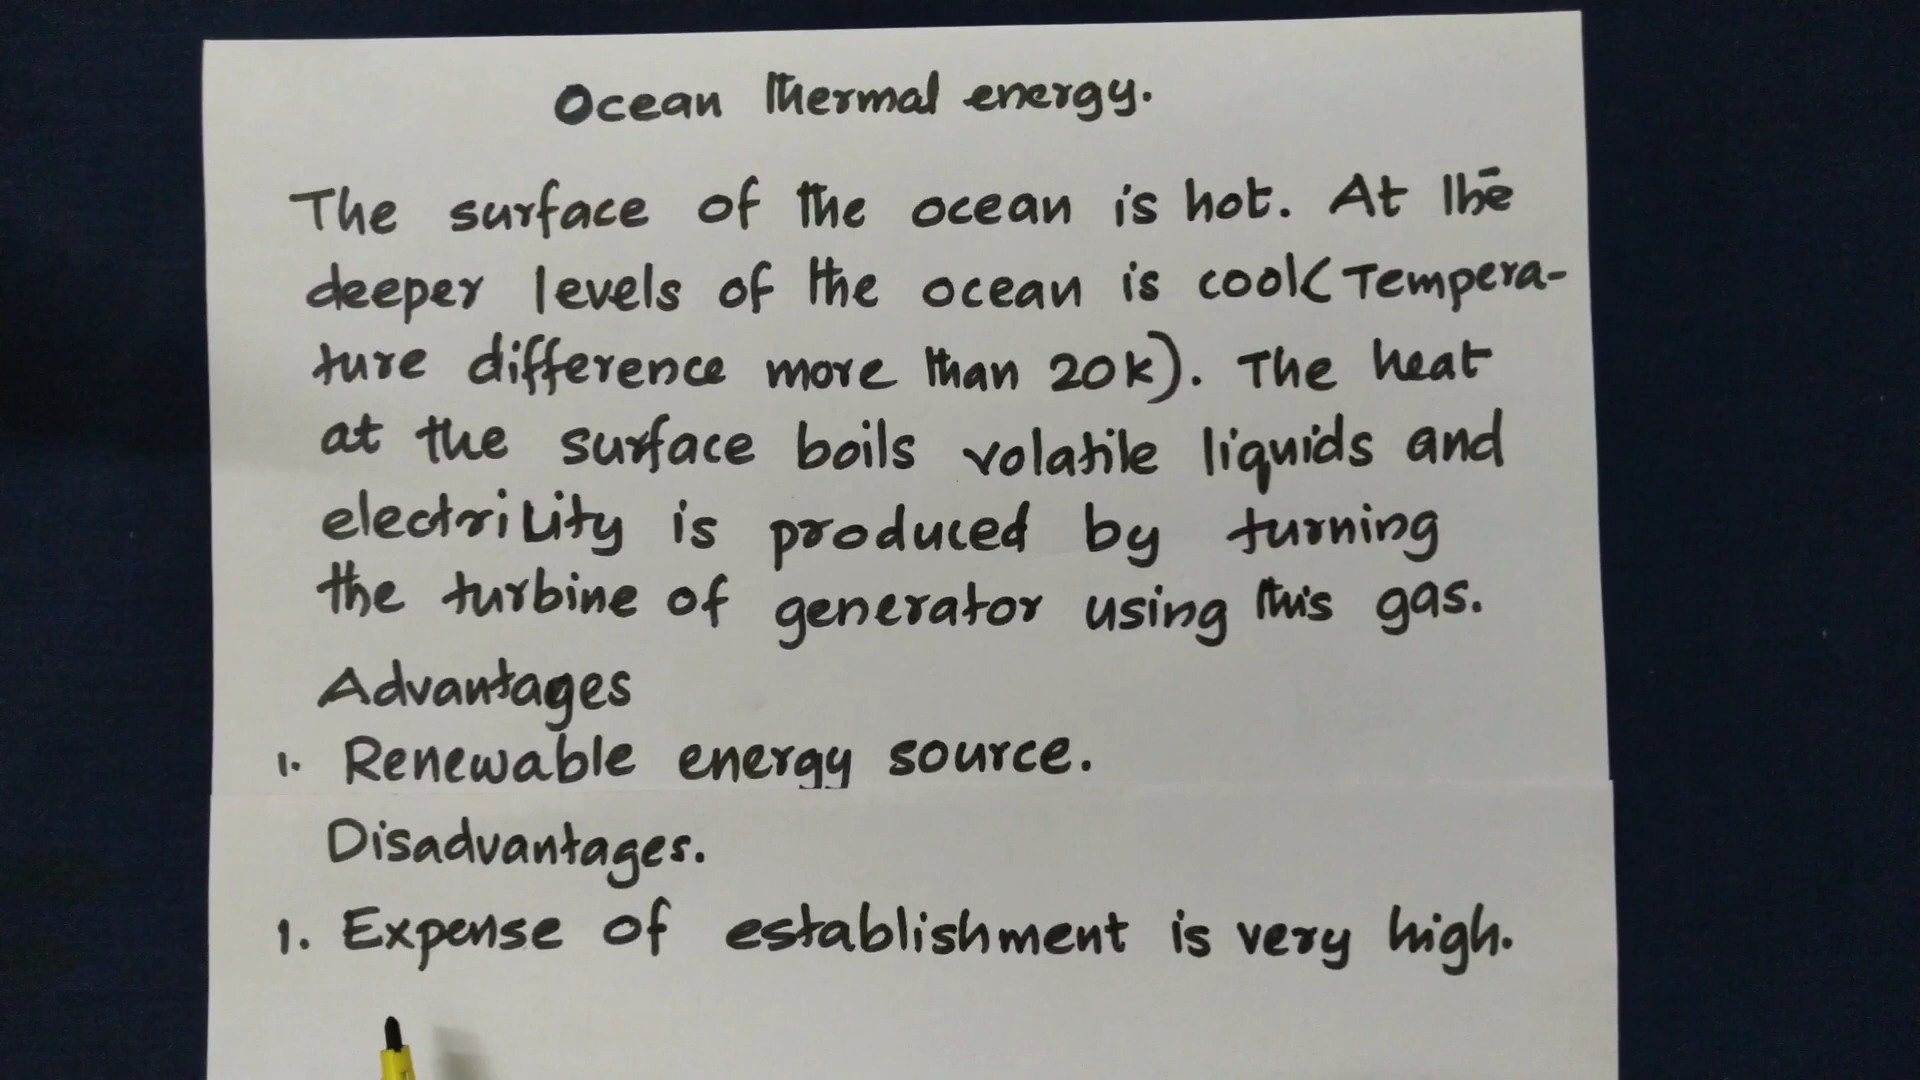 Ocean thermal energy.
The surface of the ocean is hot. At the
deeper levels of the ocean is cool (Tempera-
ture difference more than 20K). The heat
at the surface boils volatile liquids and
electricity is produced by turning
the turbine of generator using this gas.
Advantages
1. Renewable energy source.
Disadvantages.
1. Expense of establishment is very high.